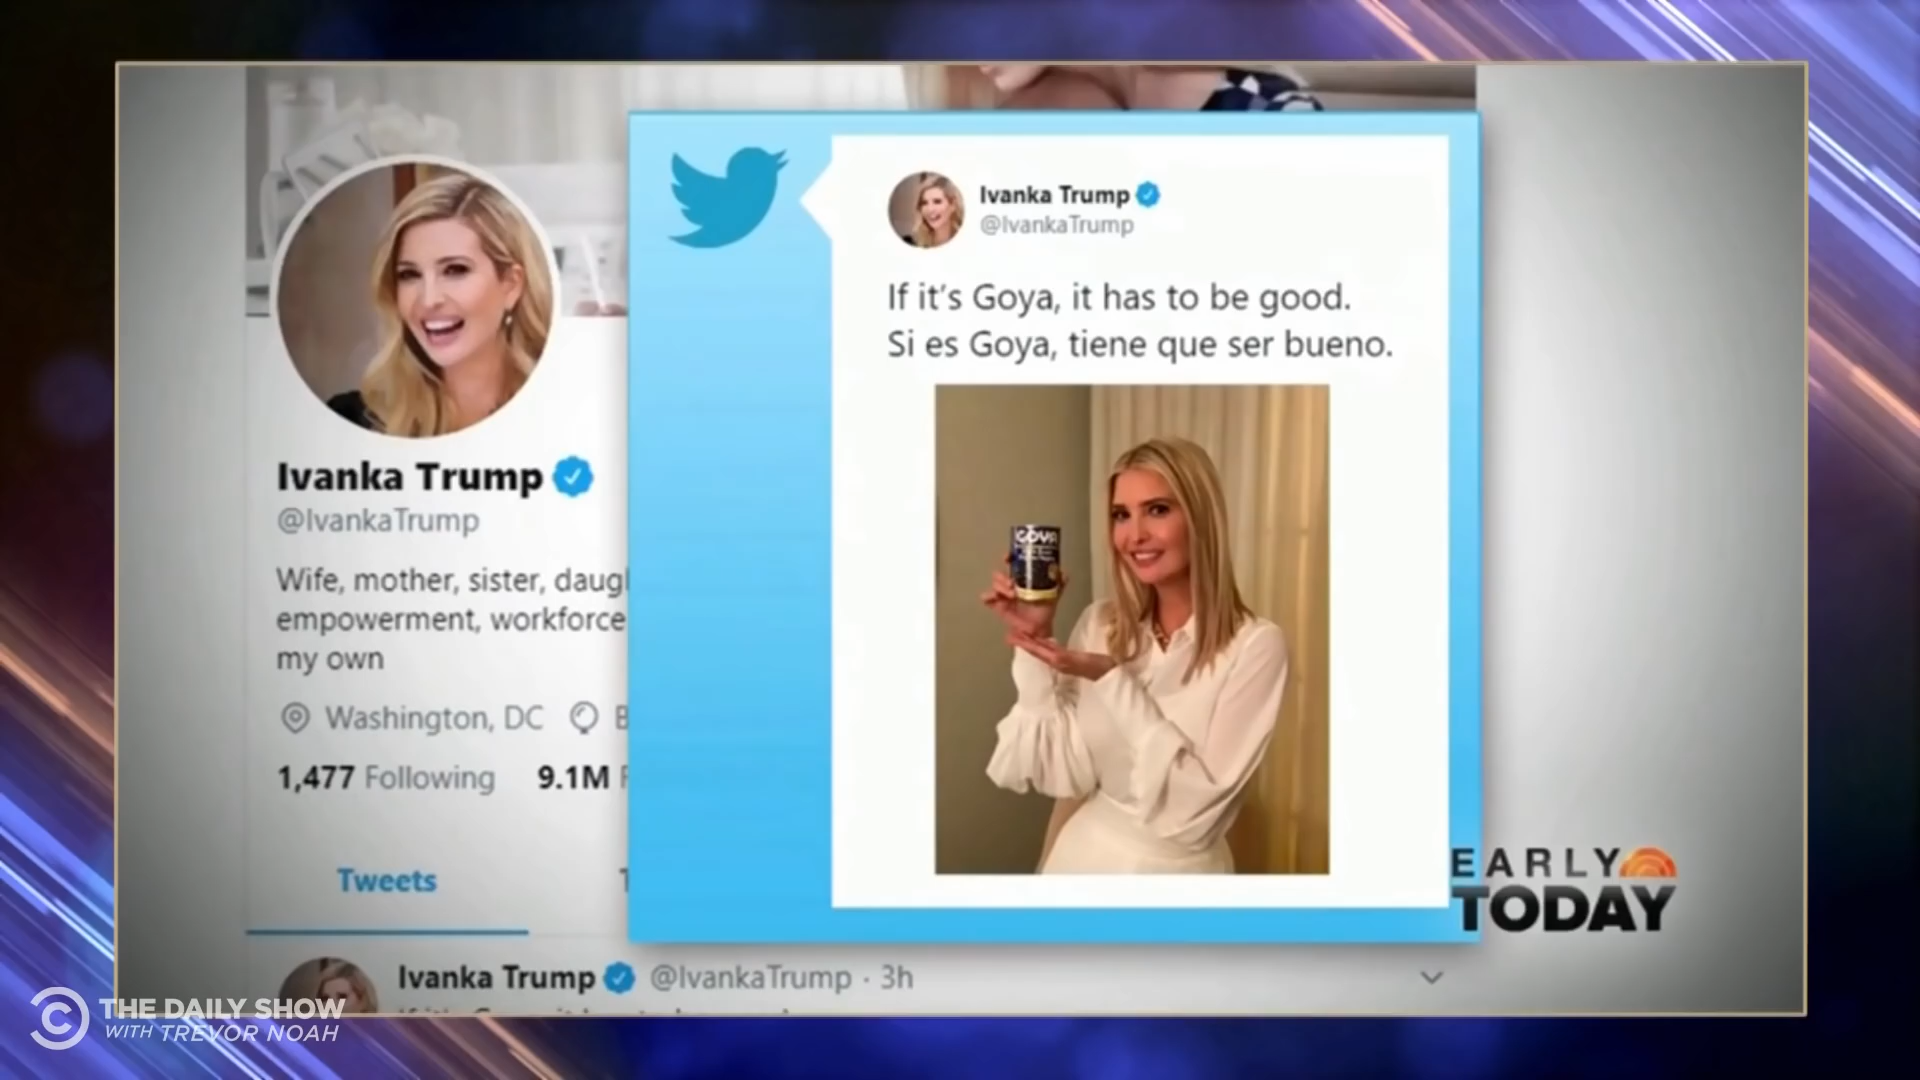 Ivanka Trump
@IvankaTrump
If it's Goya, it has to be good.
Si es Goya, tiene que ser bueno.
GOYA
Ivanka Trump
@IvankaTrump
Wife, mother, sister,
empowerment, workforce
my own
Washington, DC
1,477 Following 9.1M
Tweets
Ivanka Trump @IvankaTrump · 3h
EARLY
TODAY
THE DAILY SHOW
WITH TREVOR NOAH